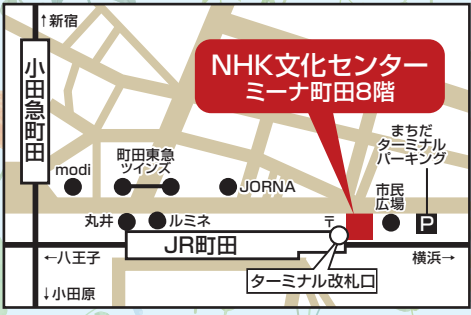 ↑新宿
小田急町田
NHK文化センター
ミーナ町田8階
まちだ
ターミナル
パーキング
modi
町田東急
ツインズ
JORNA
市民
広場
P
丸井
ルミネ
〒
JR町田
←八王子
横浜→
ターミナル改札口
↓小田原